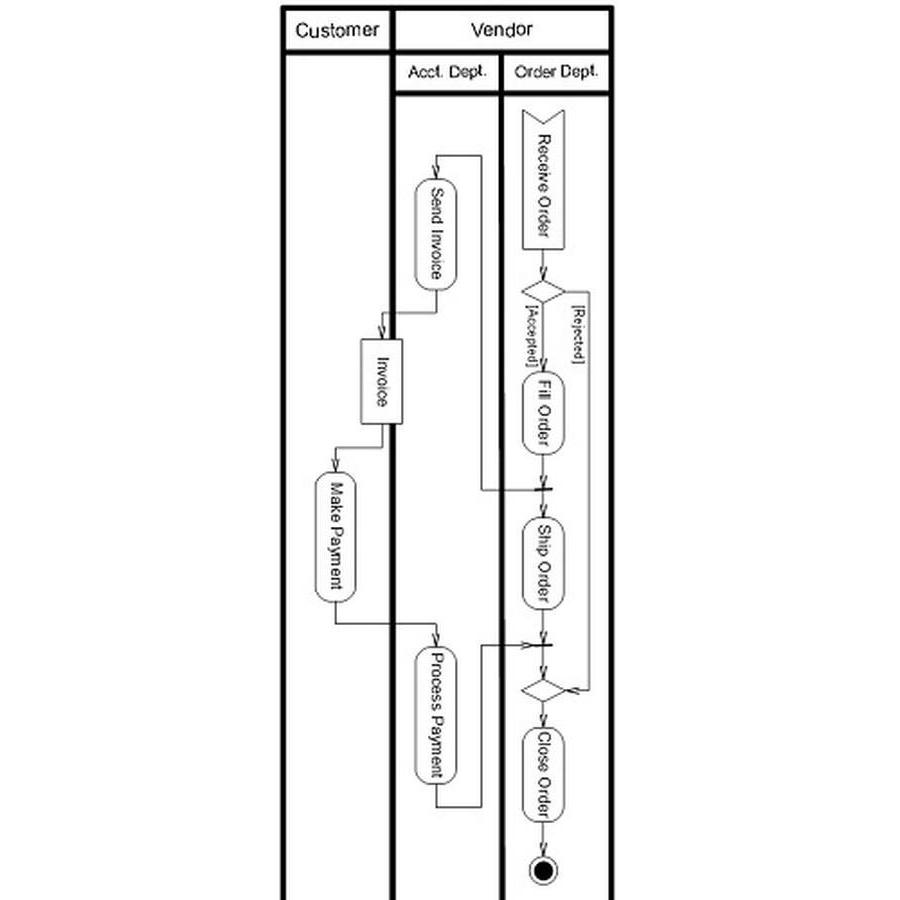 Customer
Vendor
Acct. Dept.
Order Dept.
Receive Order
Send Invoice
[Accepted]
[Rejected]
Invoice
Fill Order
Make Payment
Ship Order
Process Payment
Close Order